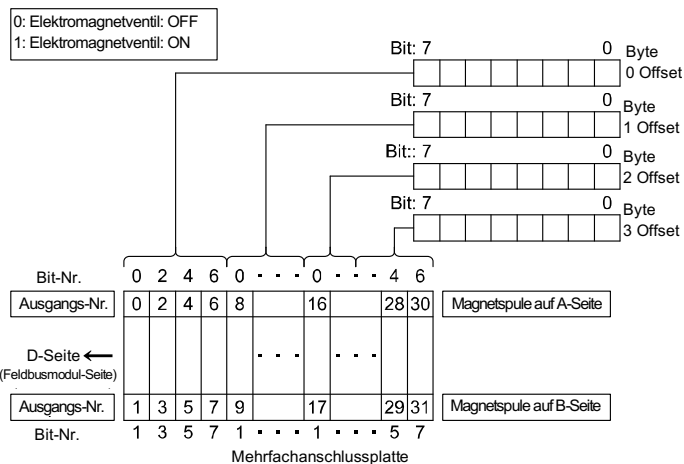 0: Elektromagnetventil: OFF
1: Elektromagnetventil: ON
Bit: 7 0 Byte
0 Offset
Bit: 7 0 Byte
1 Offset
Bit:: 7 0 Byte
2 Offset
Bit: 7 0 Byte
3 Offset
Bit-Nr. 0 2 4 6 0 · · · 0 · · · 4 6
Ausgangs-Nr. 0 2 4 6 8 16 28 30 Magnetspule auf A-Seite
D-Seite ← · · · · · ·
(Feldbusmodul-Seite)
Ausgangs-Nr. 1 3 5 7 9 17 29 31 Magnetspule auf B-Seite
Bit-Nr. 1 3 5 7 1 · · · 1 · · · 5 7
Mehrfachanschlussplatte